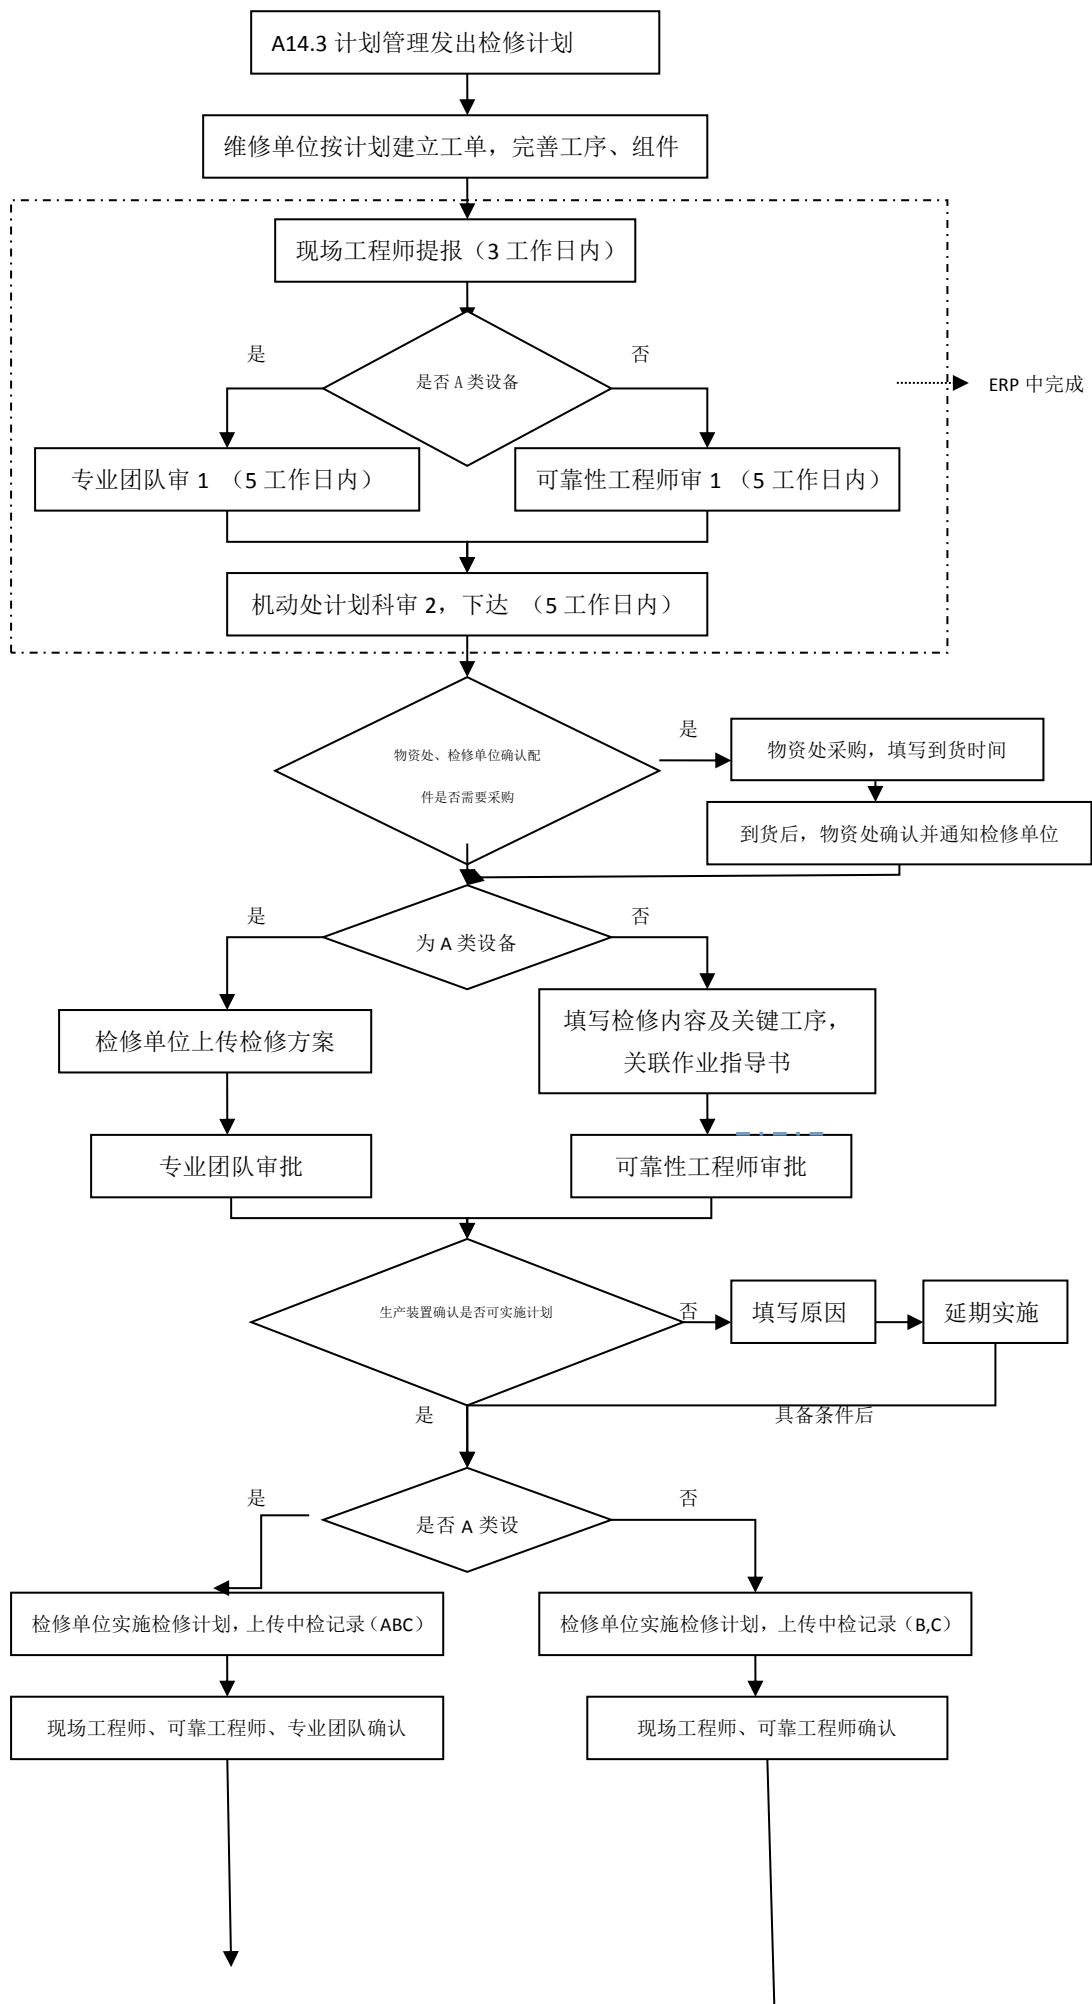 A14.3 计划管理发出检修计划
维修单位按计划建立工单，完善工序、组件
现场工程师提报（3 工作日内）
是
否
是否 A 类设备
ERP 中完成
专业团队审 1 （5 工作日内）
可靠性工程师审 1 （5 工作日内）
机动处计划科审 2，下达 （5 工作日内）
物资处、检修单位确认配
件是否需要采购
是
物资处采购，填写到货时间
到货后，物资处确认并通知检修单位
是
否
为 A 类设备
检修单位上传检修方案
填写检修内容及关键工序，
关联作业指导书
专业团队审批
可靠性工程师审批
生产装置确认是否可实施计划
否
填写原因
延期实施
是
具备条件后
是
否
是否 A 类设
检修单位实施检修计划，上传中检记录（ABC）
检修单位实施检修计划，上传中检记录（B,C）
现场工程师、可靠工程师、专业团队确认
现场工程师、可靠工程师确认